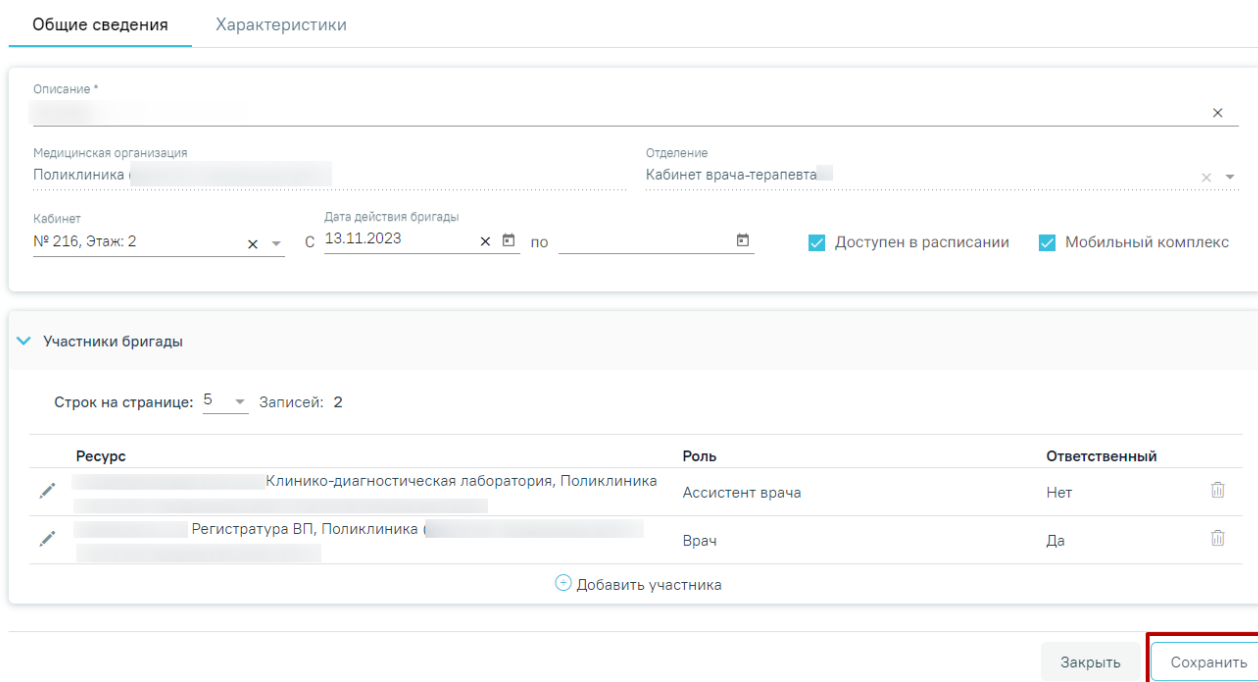 Общие сведения Характеристики
Описание *
Медицинская организация Отделение
Поликлиника ( Кабинет врача-терапевта
Кабинет Дата действия бригады
№ 216, Этаж: 2 С 13.11.2023 по Доступен в расписании Мобильный комплекс
Участники бригады
Строк на странице: 5 Записей: 2
Ресурс Роль Ответственный
Клинико-диагностическая лаборатория, Поликлиника
Ассистент врача Нет
Регистратура ВП, Поликлиника (
Врач Да
Добавить участника
Закрыть Сохранить